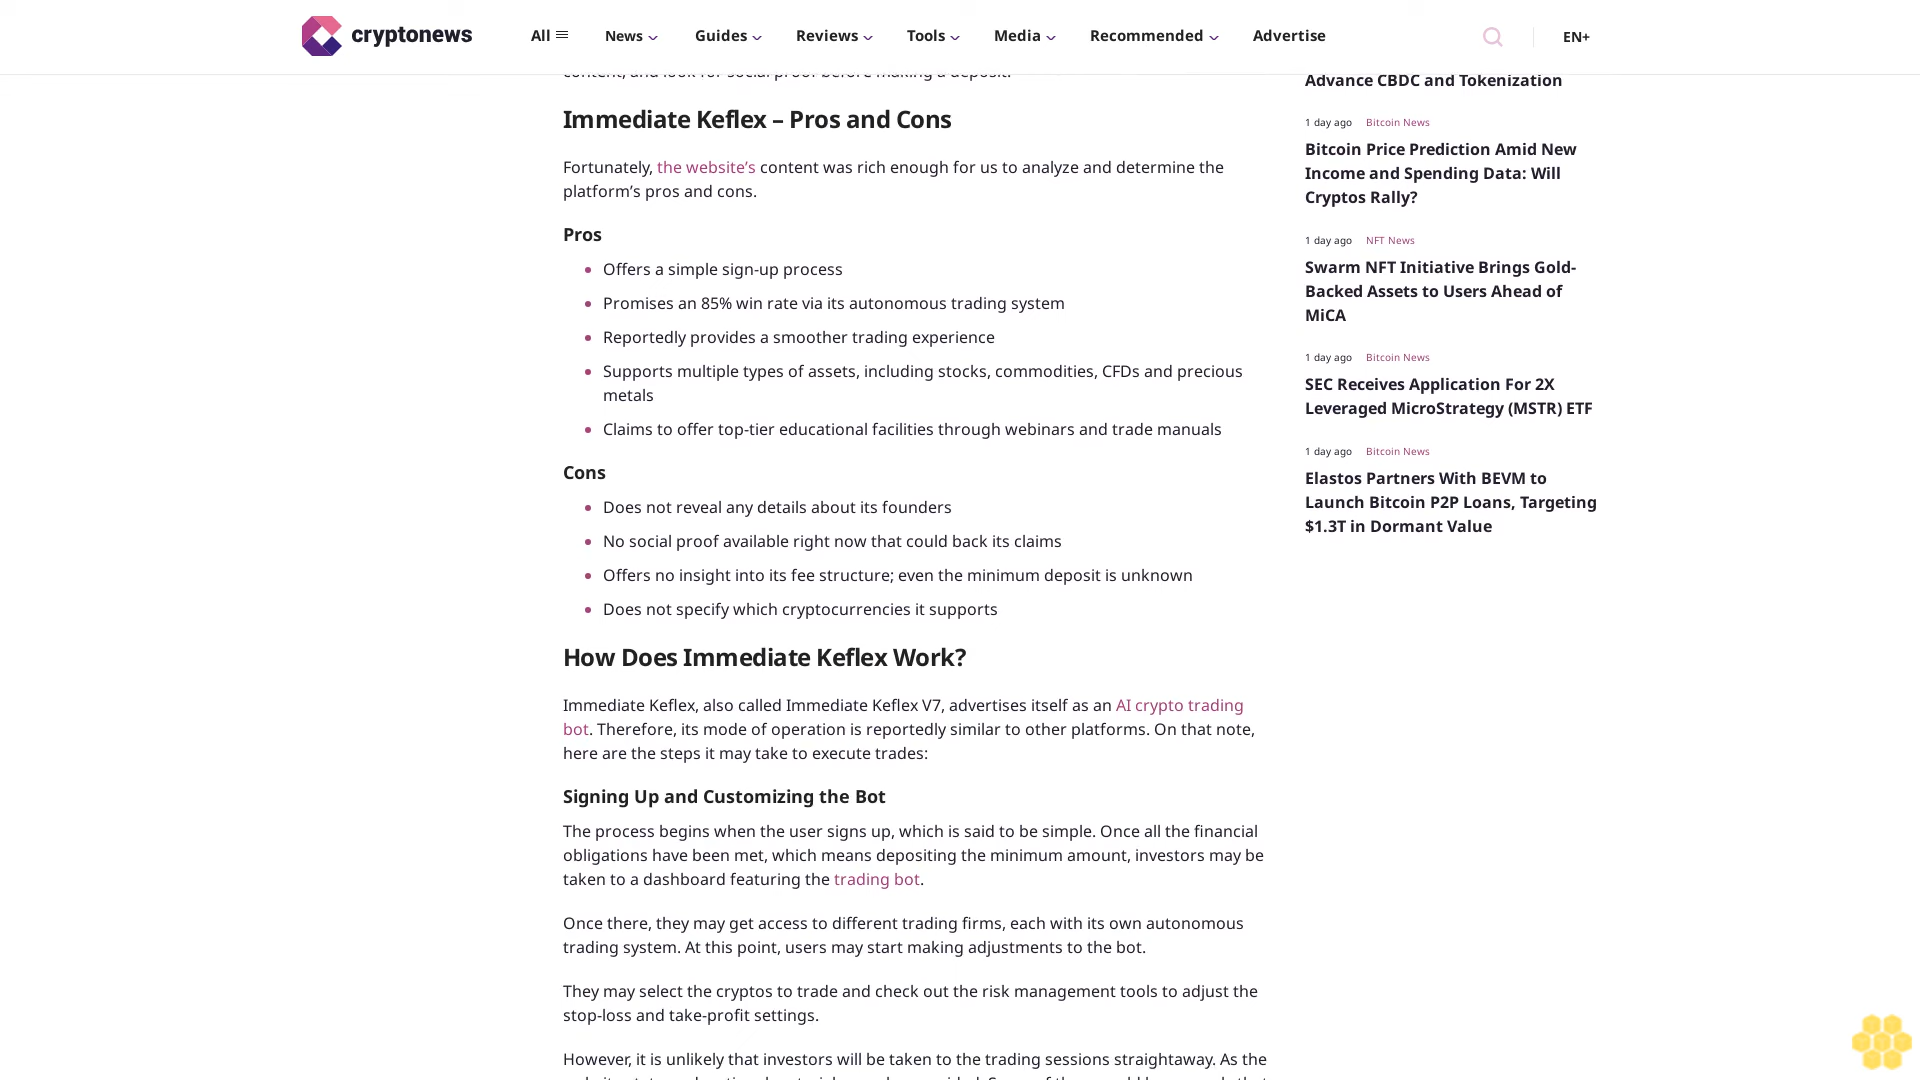 cryptonews
All
News
Guides
Reviews
Tools
Media
Recommended
Advertise
EN+
content, and look for social proof before making a deposit.
Immediate Keflex – Pros and Cons
Fortunately, the website’s content was rich enough for us to analyze and determine the
platform’s pros and cons.
Pros
Offers a simple sign-up process
Promises an 85% win rate via its autonomous trading system
Reportedly provides a smoother trading experience
Supports multiple types of assets, including stocks, commodities, CFDs and precious
metals
Claims to offer top-tier educational facilities through webinars and trade manuals
Cons
Does not reveal any details about its founders
No social proof available right now that could back its claims
Offers no insight into its fee structure; even the minimum deposit is unknown
Does not specify which cryptocurrencies it supports
How Does Immediate Keflex Work?
Immediate Keflex, also called Immediate Keflex V7, advertises itself as an AI crypto trading
bot. Therefore, its mode of operation is reportedly similar to other platforms. On that note,
here are the steps it may take to execute trades:
Signing Up and Customizing the Bot
The process begins when the user signs up, which is said to be simple. Once all the financial
obligations have been met, which means depositing the minimum amount, investors may be
taken to a dashboard featuring the trading bot.
Once there, they may get access to different trading firms, each with its own autonomous
trading system. At this point, users may start making adjustments to the bot.
They may select the cryptos to trade and check out the risk management tools to adjust the
stop-loss and take-profit settings.
However, it is unlikely that investors will be taken to the trading sessions straightaway. As the
Advance CBDC and Tokenization
1 day ago Bitcoin News
Bitcoin Price Prediction Amid New
Income and Spending Data: Will
Cryptos Rally?
1 day ago NFT News
Swarm NFT Initiative Brings Gold-
Backed Assets to Users Ahead of
MiCA
1 day ago Bitcoin News
SEC Receives Application For 2X
Leveraged MicroStrategy (MSTR) ETF
1 day ago Bitcoin News
Elastos Partners With BEVM to
Launch Bitcoin P2P Loans, Targeting
$1.3T in Dormant Value